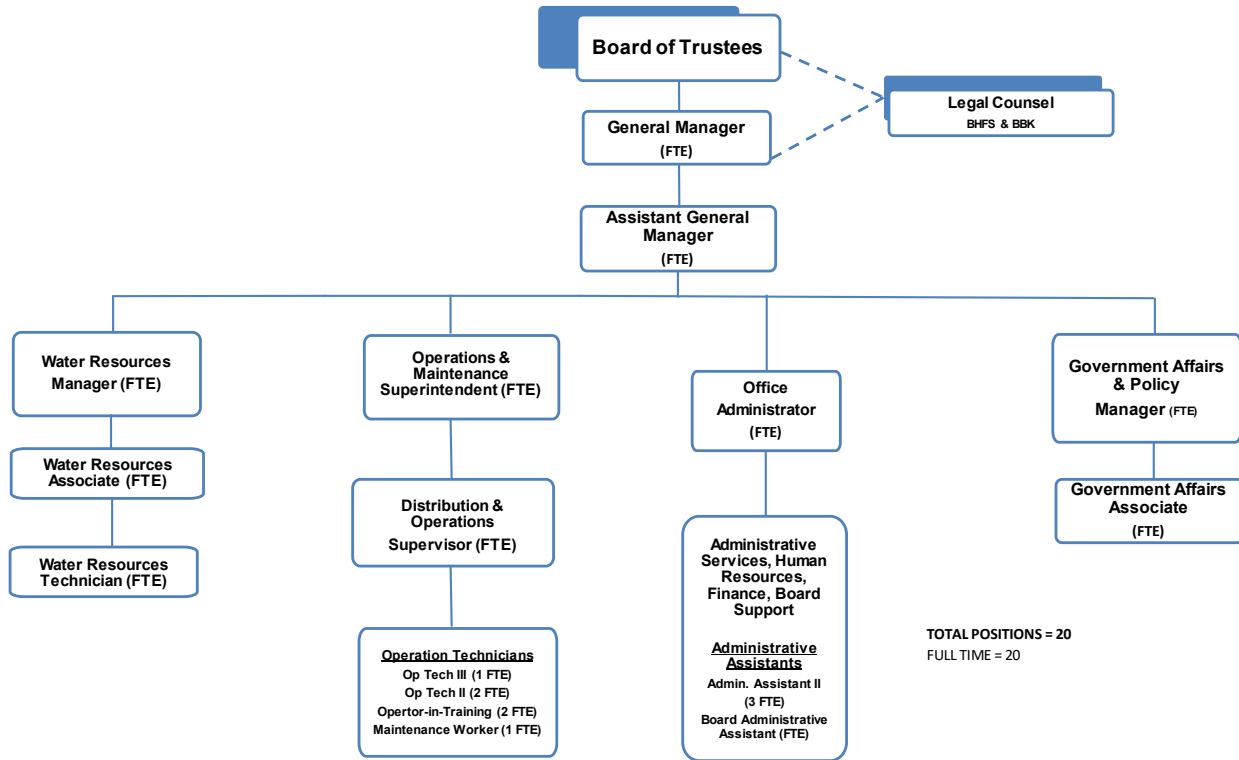 Board of Trustees
Legal Counsel
BHFS & BBK
General Manager
(FTE)
Assistant General
Manager
(FTE)
Water Resources
Manager (FTE)
Water Resources
Associate (FTE)
Water Resources
Technician (FTE)
Operations &
Maintenance
Superintendent (FTE)
Distribution &
Operations
Supervisor (FTE)
Operation Technicians
Op Tech III (1 FTE)
Op Tech II (2 FTE)
Opertor-in-Training (2 FTE)
Maintenance Worker (1 FTE)
Office
Administrator
(FTE)
Administrative
Services, Human
Resources,
Finance, Board
Support
Administrative
Assistants
Admin. Assistant II
(3 FTE)
Board Administrative
Assistant (FTE)
Government Affairs
& Policy
Manager (FTE)
Government Affairs
Associate
(FTE)
TOTAL POSITIONS = 20
FULL TIME = 20